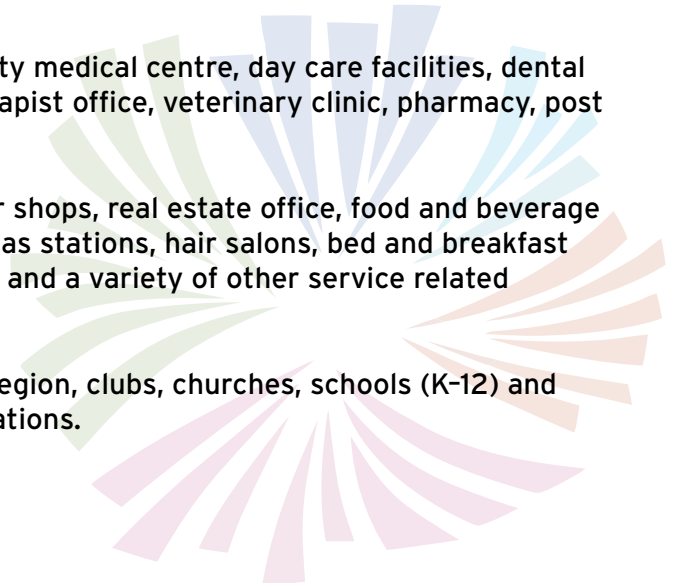 ty medical centre, day care facilities, dental
apist office, veterinary clinic, pharmacy, post
r shops, real estate office, food and beverage
as stations, hair salons, bed and breakfast
and a variety of other service related
egion, clubs, churches, schools (K–12) and
ations.